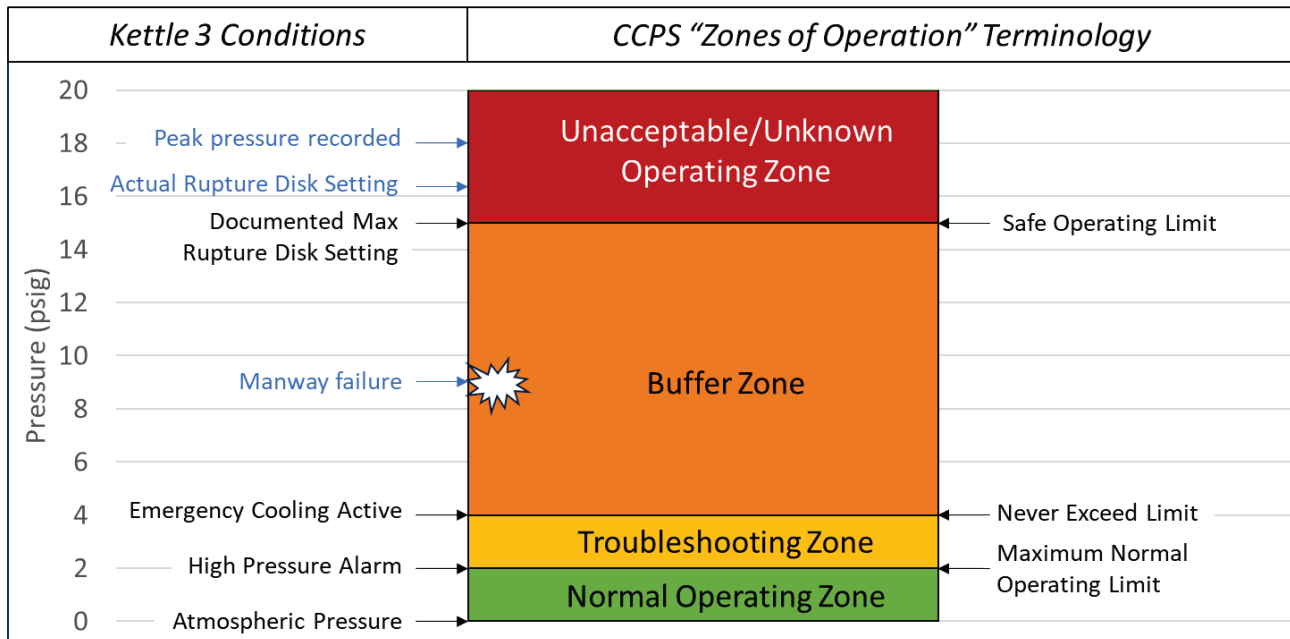 Kettle 3 Conditions
CCPS “Zones of Operation” Terminology
Pressure (psig)
20
18
16
14
12
10
8
6
4
2
0
Peak pressure recorded
Actual Rupture Disk Setting
Documented Max
Rupture Disk Setting
Manway failure
Emergency Cooling Active
High Pressure Alarm
Atmospheric Pressure
Unacceptable/Unknown
Operating Zone
Buffer Zone
Troubleshooting Zone
Normal Operating Zone
Safe Operating Limit
Never Exceed Limit
Maximum Normal
Operating Limit